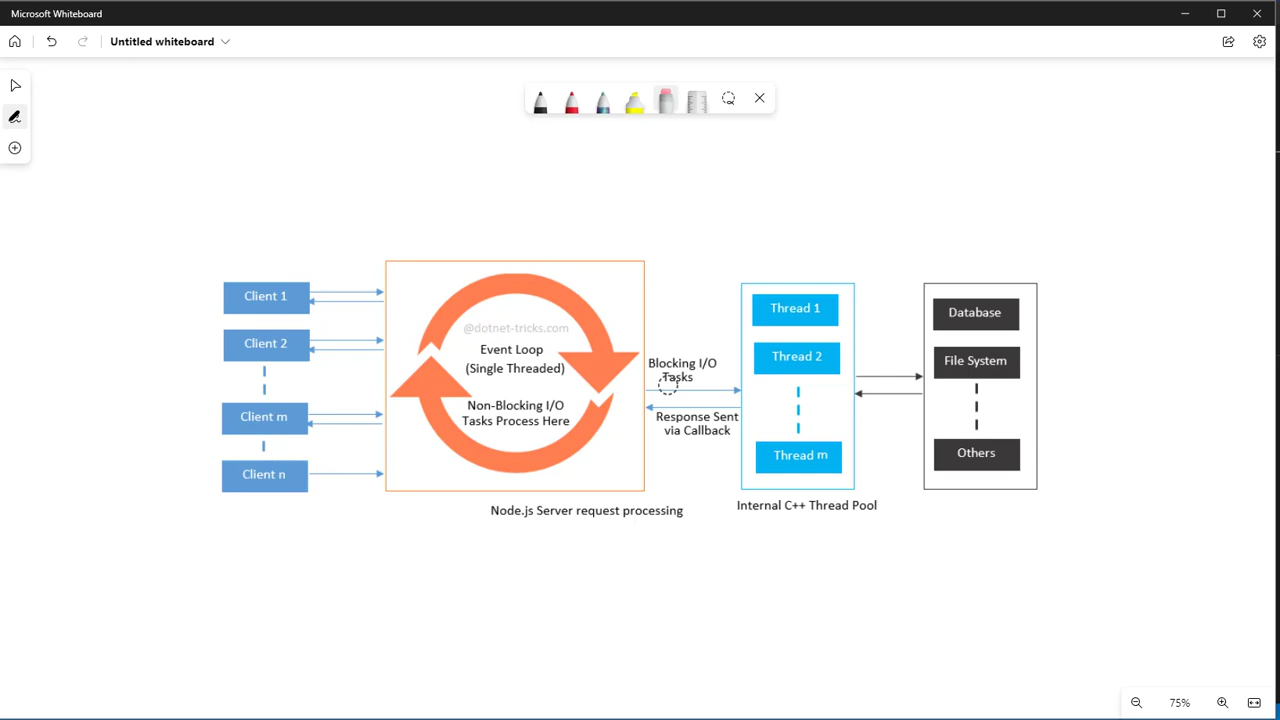 Microsoft Whiteboard
Untitled whiteboard
Client 1
Client 2
Client m
Client n
@dotnet-tricks.com
Event Loop
(Single Threaded)
Non-Blocking I/O
Tasks Process Here
Node.js Server request processing
Blocking I/O
Tasks
Response Sent
via Callback
Thread 1
Thread 2
Thread m
Internal C++ Thread Pool
Database
File System
Others
75%